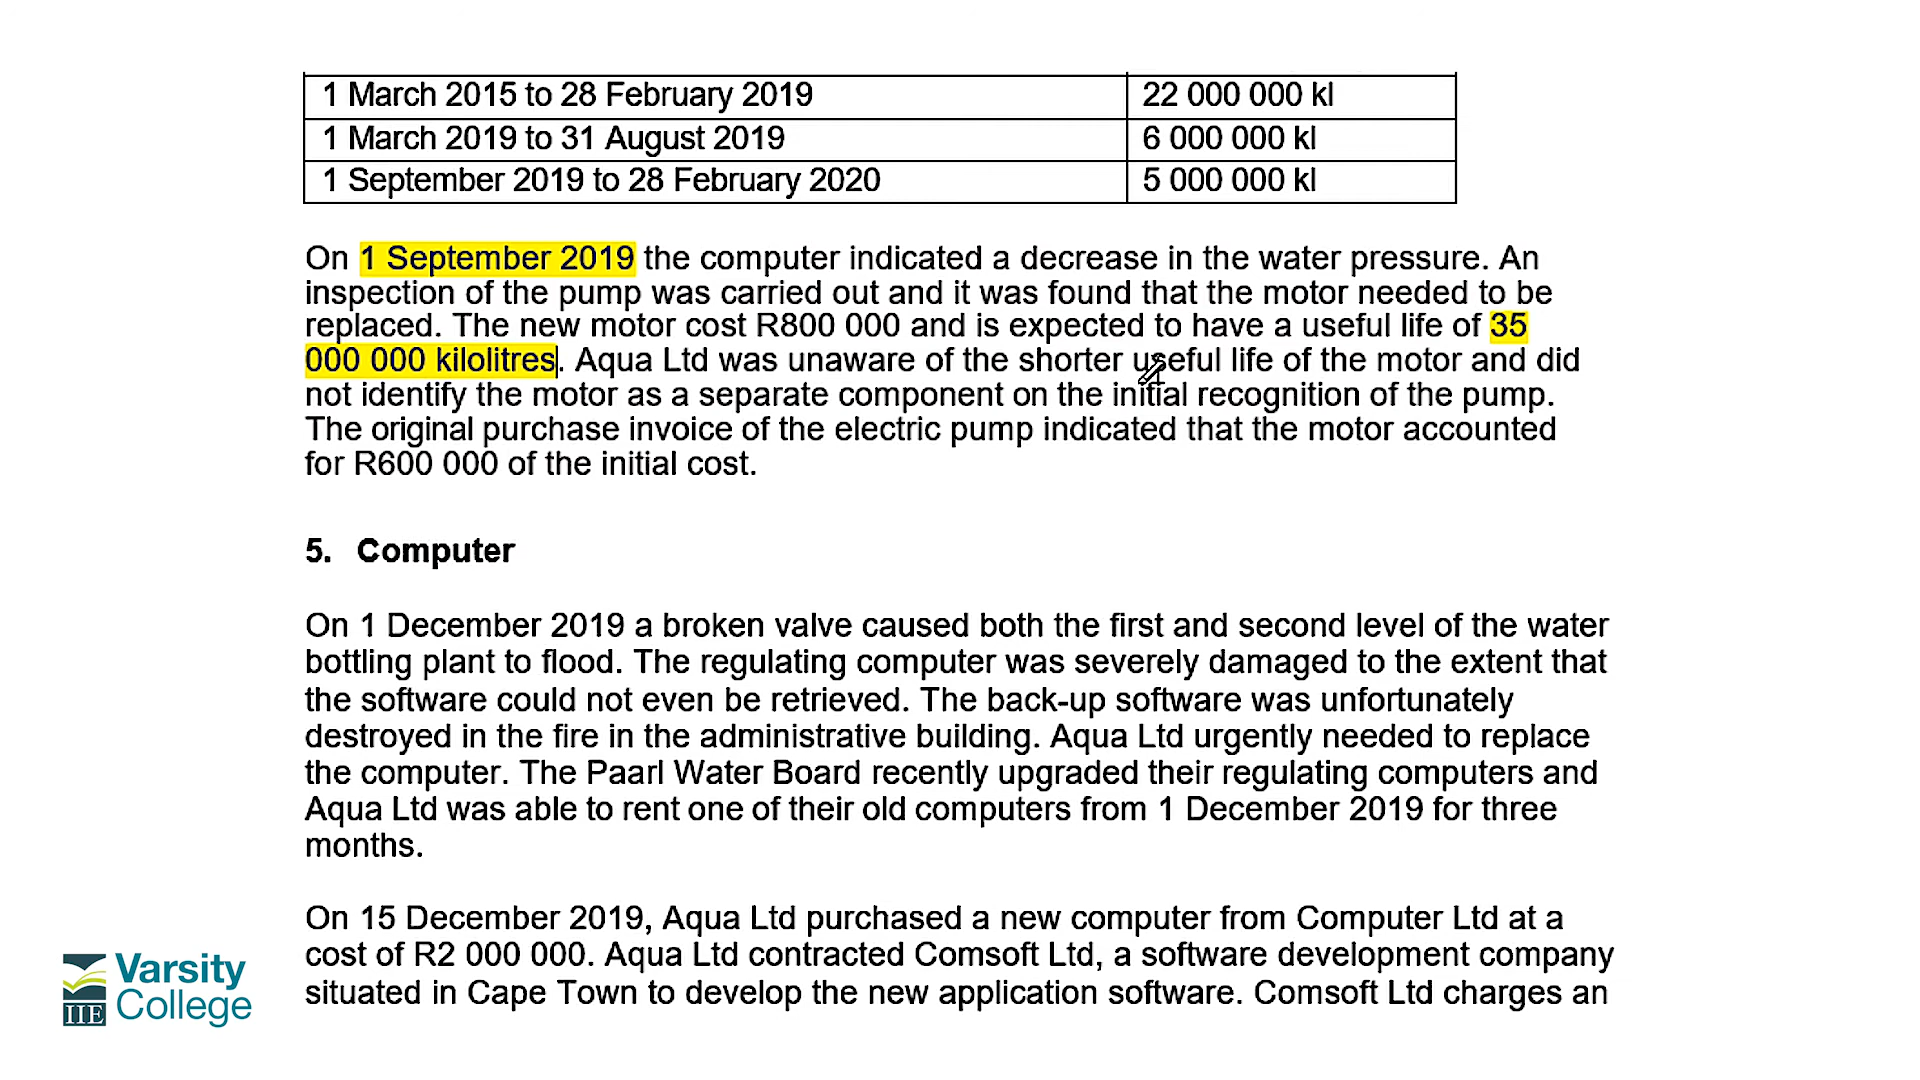 1 March 2015 to 28 February 2019 22 000 000 kl
1 March 2019 to 31 August 2019 6 000 000 kl
1 September 2019 to 28 February 2020 5 000 000 kl
On 1 September 2019 the computer indicated a decrease in the water pressure. An
inspection of the pump was carried out and it was found that the motor needed to be
replaced. The new motor cost R800 000 and is expected to have a useful life of 35
000 000 kilolitres. Aqua Ltd was unaware of the shorter useful life of the motor and did
not identify the motor as a separate component on the initial recognition of the pump.
The original purchase invoice of the electric pump indicated that the motor accounted
for R600 000 of the initial cost.
5. Computer
On 1 December 2019 a broken valve caused both the first and second level of the water
bottling plant to flood. The regulating computer was severely damaged to the extent that
the software could not even be retrieved. The back-up software was unfortunately
destroyed in the fire in the administrative building. Aqua Ltd urgently needed to replace
the computer. The Paarl Water Board recently upgraded their regulating computers and
Aqua Ltd was able to rent one of their old computers from 1 December 2019 for three
months.
On 15 December 2019, Aqua Ltd purchased a new computer from Computer Ltd at a
cost of R2 000 000. Aqua Ltd contracted Comsoft Ltd, a software development company
situated in Cape Town to develop the new application software. Comsoft Ltd charges an
Varsity
College
IIE